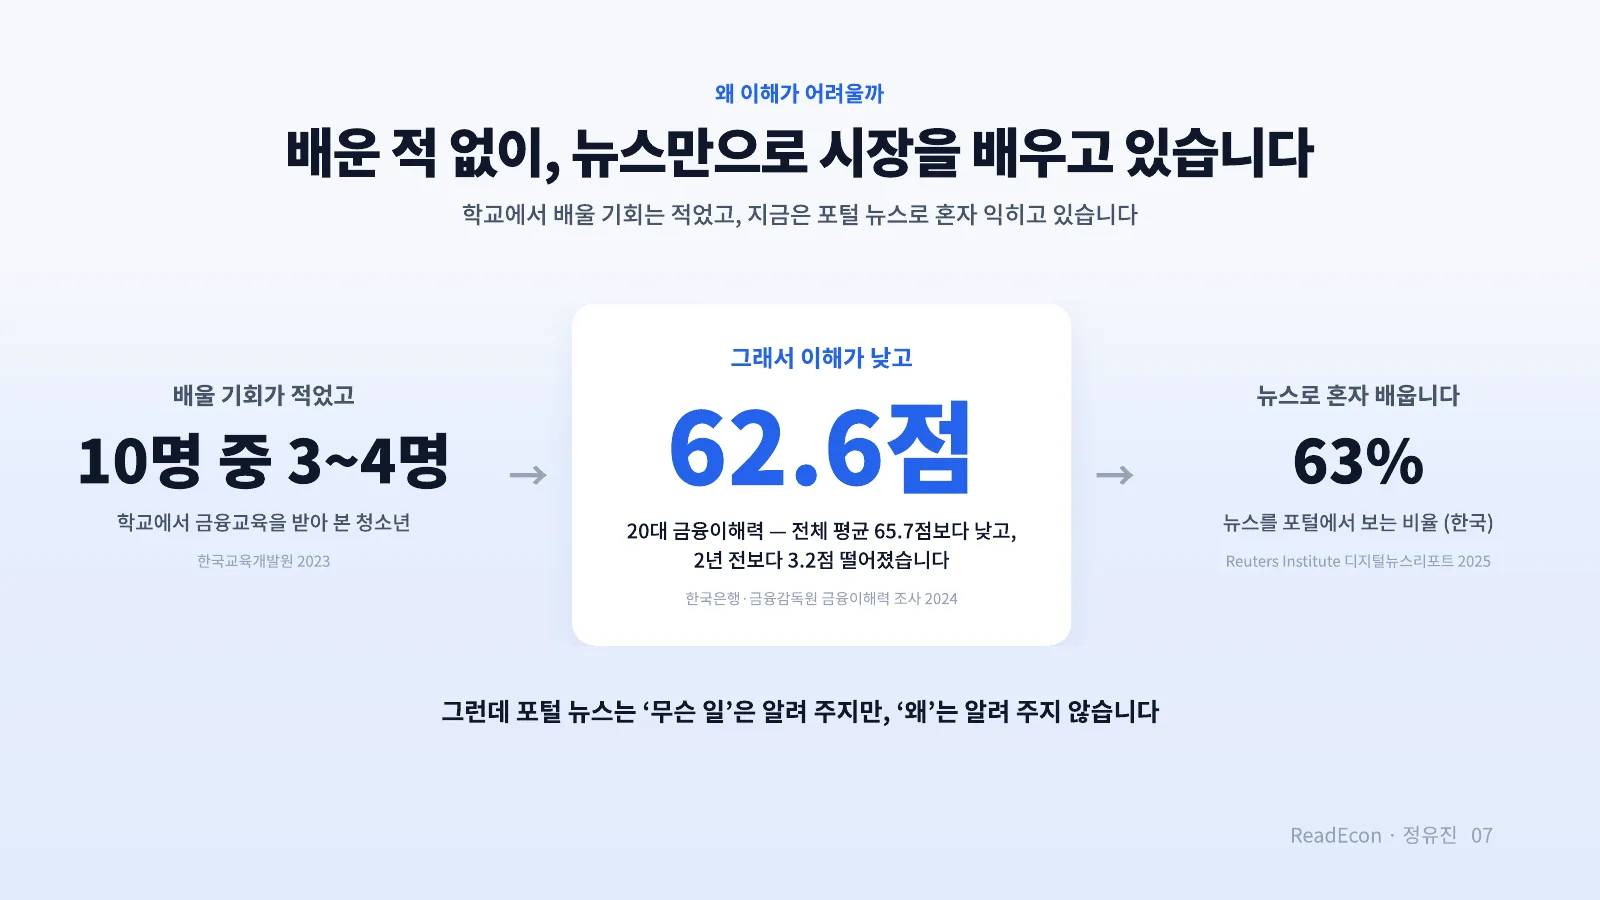 왜 이해가 어려울까
배운 적 없이, 뉴스만으로 시장을 배우고 있습니다
학교에서 배울 기회는 적었고, 지금은 포털 뉴스로 혼자 익히고 있습니다
배울 기회가 적었고
10명 중 3~4명
학교에서 금융교육을 받아 본 청소년
한국교육개발원 2023
→
그래서 이해가 낮고
62.6점
20대 금융이해력 — 전체 평균 65.7점보다 낮고,
2년 전보다 3.2점 떨어졌습니다
한국은행·금융감독원 금융이해력 조사 2024
→
뉴스로 혼자 배웁니다
63%
뉴스를 포털에서 보는 비율 (한국)
Reuters Institute 디지털뉴스리포트 2025
그런데 포털 뉴스는 ‘무슨 일’은 알려 주지만, ‘왜’는 알려 주지 않습니다
ReadEcon · 정유진 07